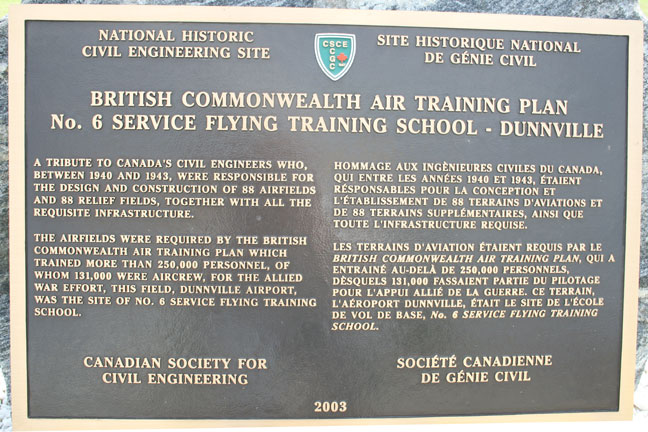 NATIONAL HISTORIC
CIVIL ENGINEERING SITE
CSCE
SCGC
SITE HISTORIQUE NATIONAL
DE GÉNIE CIVIL
BRITISH COMMONWEALTH AIR TRAINING PLAN
No. 6 SERVICE FLYING TRAINING SCHOOL - DUNNVILLE
A TRIBUTE TO CANADA'S CIVIL ENGINEERS WHO,
BETWEEN 1940 AND 1943, WERE RESPONSIBLE FOR
THE DESIGN AND CONSTRUCTION OF 88 AIRFIELDS
AND 88 RELIEF FIELDS, TOGETHER WITH ALL THE
REQUISITE INFRASTRUCTURE.
THE AIRFIELDS WERE REQUIRED BY THE BRITISH
COMMONWEALTH AIR TRAINING PLAN WHICH
TRAINED MORE THAN 250,000 PERSONNEL, OF
WHOM 131,000 WERE AIRCREW, FOR THE ALLIED
WAR EFFORT, THIS FIELD, DUNNVILLE AIRPORT,
WAS THE SITE OF NO. 6 SERVICE FLYING TRAINING
SCHOOL.
HOMMAGE AUX INGÈNIEURES CIVILES DU CANADA,
QUI ENTRE LES ANNÉES 1940 ET 1943, ÉTAIENT
RÉSPONSABLES POUR LA CONCEPTION ET
L'ÉTABLISSEMENT DE 88 TERRAINS D'AVIATIONS ET
DE 88 TERRAINS SUPPLÉMENTAIRES, AINSI QUE
TOUTE L'INFRASTRUCTURE REQUISE.
LES TERRAINS D'AVIATION ÉTAIENT REQUIS PAR LE
BRITISH COMMONWEALTH AIR TRAINING PLAN, QUI A
ENTRAINÉ AU-DELÀ DE 250,000 PERSONNELS,
DÈSQUELS 131,000 FASSAIENT PARTIE DU PILOTAGE
POUR L'APPUI ALLIÉ DE LA GUERRE. CE TERRAIN,
L'AÉROPORT DUNNVILLE, ÉTAIT LE SITE DE L'ÉCOLE
DE VOL DE BASE, No. 6 SERVICE FLYING TRAINING
SCHOOL.
CANADIAN SOCIETY FOR
CIVIL ENGINEERING
SOCIÉTÉ CANADIENNE
DE GÉNIE CIVIL
2003